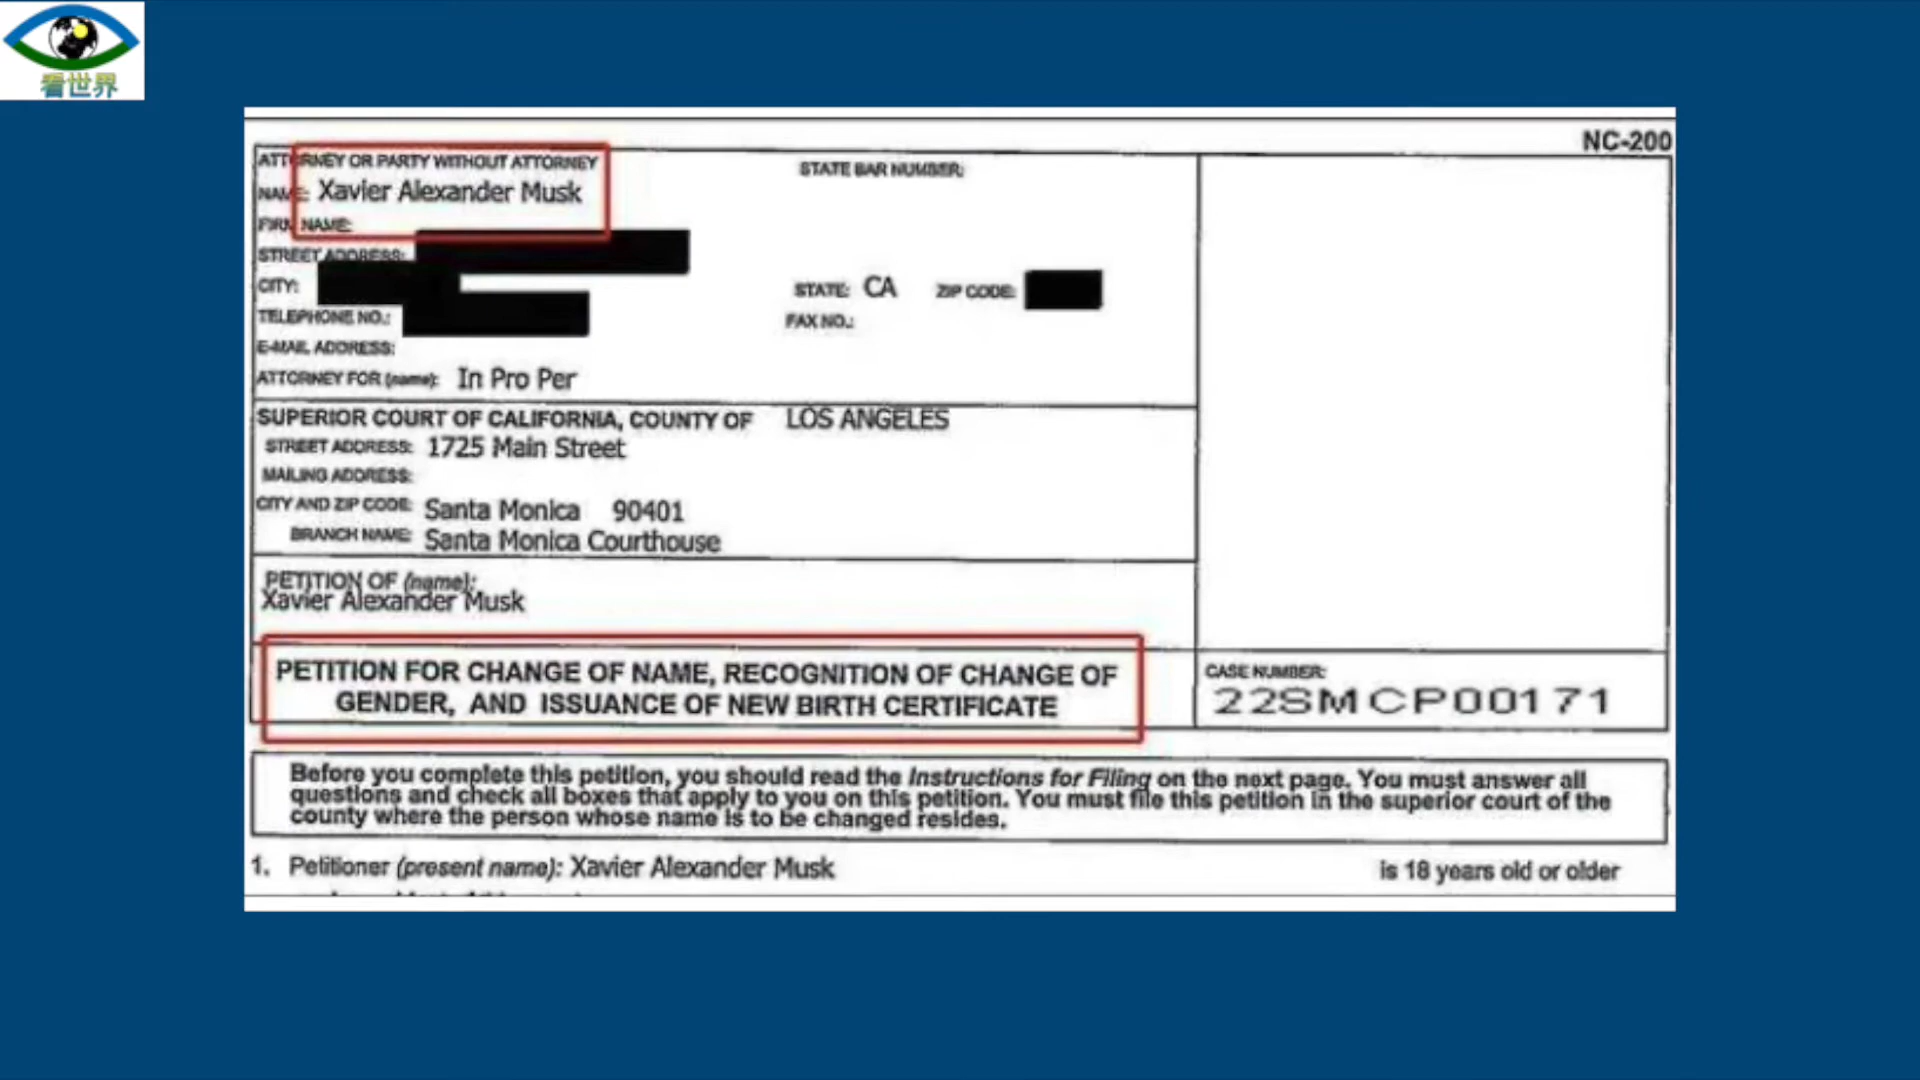 看世界
NC-200
ATTORNEY OR PARTY WITHOUT ATTORNEY
STATE BAR NUMBER:
NAME: Xavier Alexander Musk
FIRM NAME:
STREET ADDRESS:
CITY:
STATE: CA
ZIP CODE:
TELEPHONE NO.:
FAX NO.:
E-MAIL ADDRESS:
ATTORNEY FOR (name): In Pro Per
SUPERIOR COURT OF CALIFORNIA, COUNTY OF LOS ANGELES
STREET ADDRESS: 1725 Main Street
MAILING ADDRESS:
CITY AND ZIP CODE: Santa Monica 90401
BRANCH NAME: Santa Monica Courthouse
PETITION OF (name):
Xavier Alexander Musk
PETITION FOR CHANGE OF NAME, RECOGNITION OF CHANGE OF
GENDER, AND ISSUANCE OF NEW BIRTH CERTIFICATE
CASE NUMBER:
22SMCP00171
Before you complete this petition, you should read the Instructions for Filing on the next page. You must answer all
questions and check all boxes that apply to you on this petition. You must file this petition in the superior court of the
county where the person whose name is to be changed resides.
1. Petitioner (present name): Xavier Alexander Musk is 18 years old or older